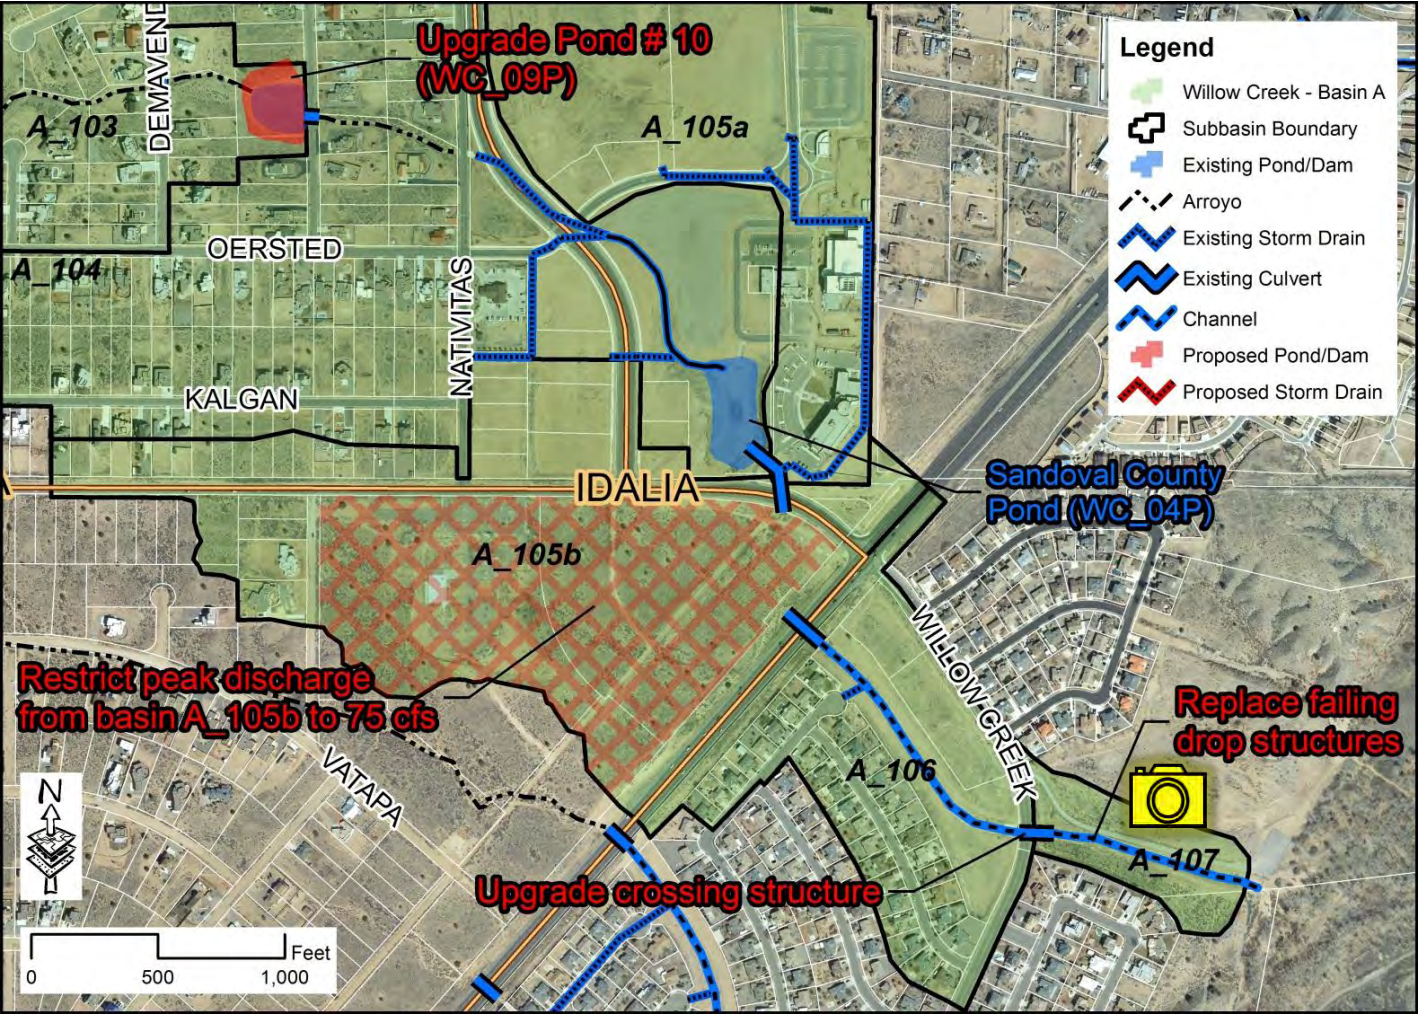 DEMAVEND
Upgrade Pond # 10
(WC_09P)
A_103
A_105a
Legend
Willow Creek - Basin A
Subbasin Boundary
Existing Pond/Dam
Arroyo
Existing Storm Drain
Existing Culvert
Channel
Proposed Pond/Dam
Proposed Storm Drain
OERSTED
A_104
NATIVITAS
KALGAN
A
IDALIA
Sandoval County
Pond (WC_04P)
A_105b
WILLOW CREEK
Restrict peak discharge
from basin A_105b to 75 cfs
Replace failing
drop structures
VATAPA
A_106
A_107
Upgrade crossing structure
N
Feet
0 500 1,000